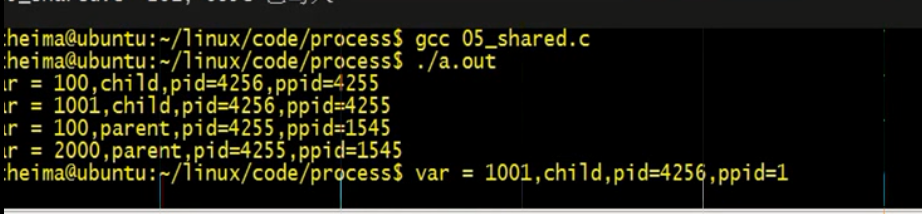 heima@ubuntu:~/linux/code/process$ gcc 05_shared.c
heima@ubuntu:~/linux/code/process$ ./a.out
ar = 100,child,pid=4256,ppid=4255
ar = 1001,child,pid=4256,ppid=4255
ar = 100,parent,pid=4255,ppid=1545
ar = 2000,parent,pid=4255,ppid=1545
heima@ubuntu:~/linux/code/process$ var = 1001,child,pid=4256,ppid=1